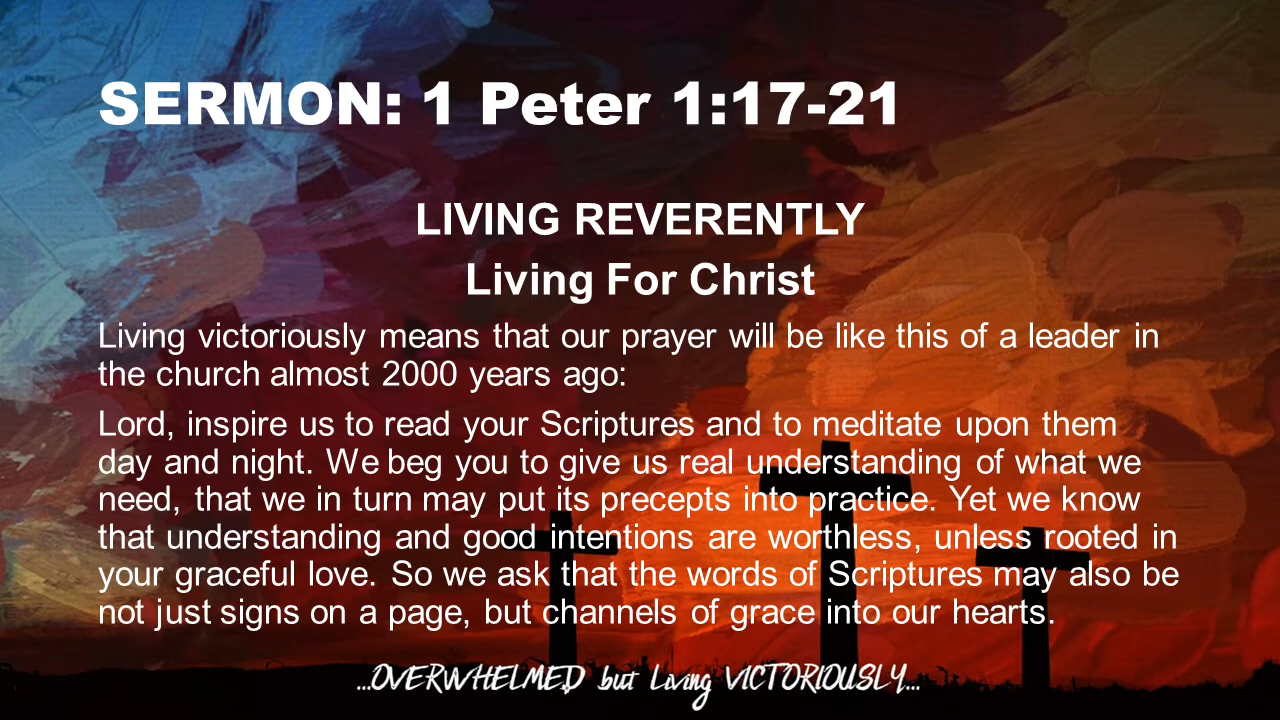 SERMON: 1 Peter 1:17-21
LIVING REVERENTLY
Living For Christ
Living victoriously means that our prayer will be like this of a leader in
the church almost 2000 years ago:
Lord, inspire us to read your Scriptures and to meditate upon them
day and night. We beg you to give us real understanding of what we
need, that we in turn may put its precepts into practice. Yet we know
that understanding and good intentions are worthless, unless rooted in
your graceful love. So we ask that the words of Scriptures may also be
not just signs on a page, but channels of grace into our hearts.
...OVERWHELMED but Living VICTORIOUSLY...